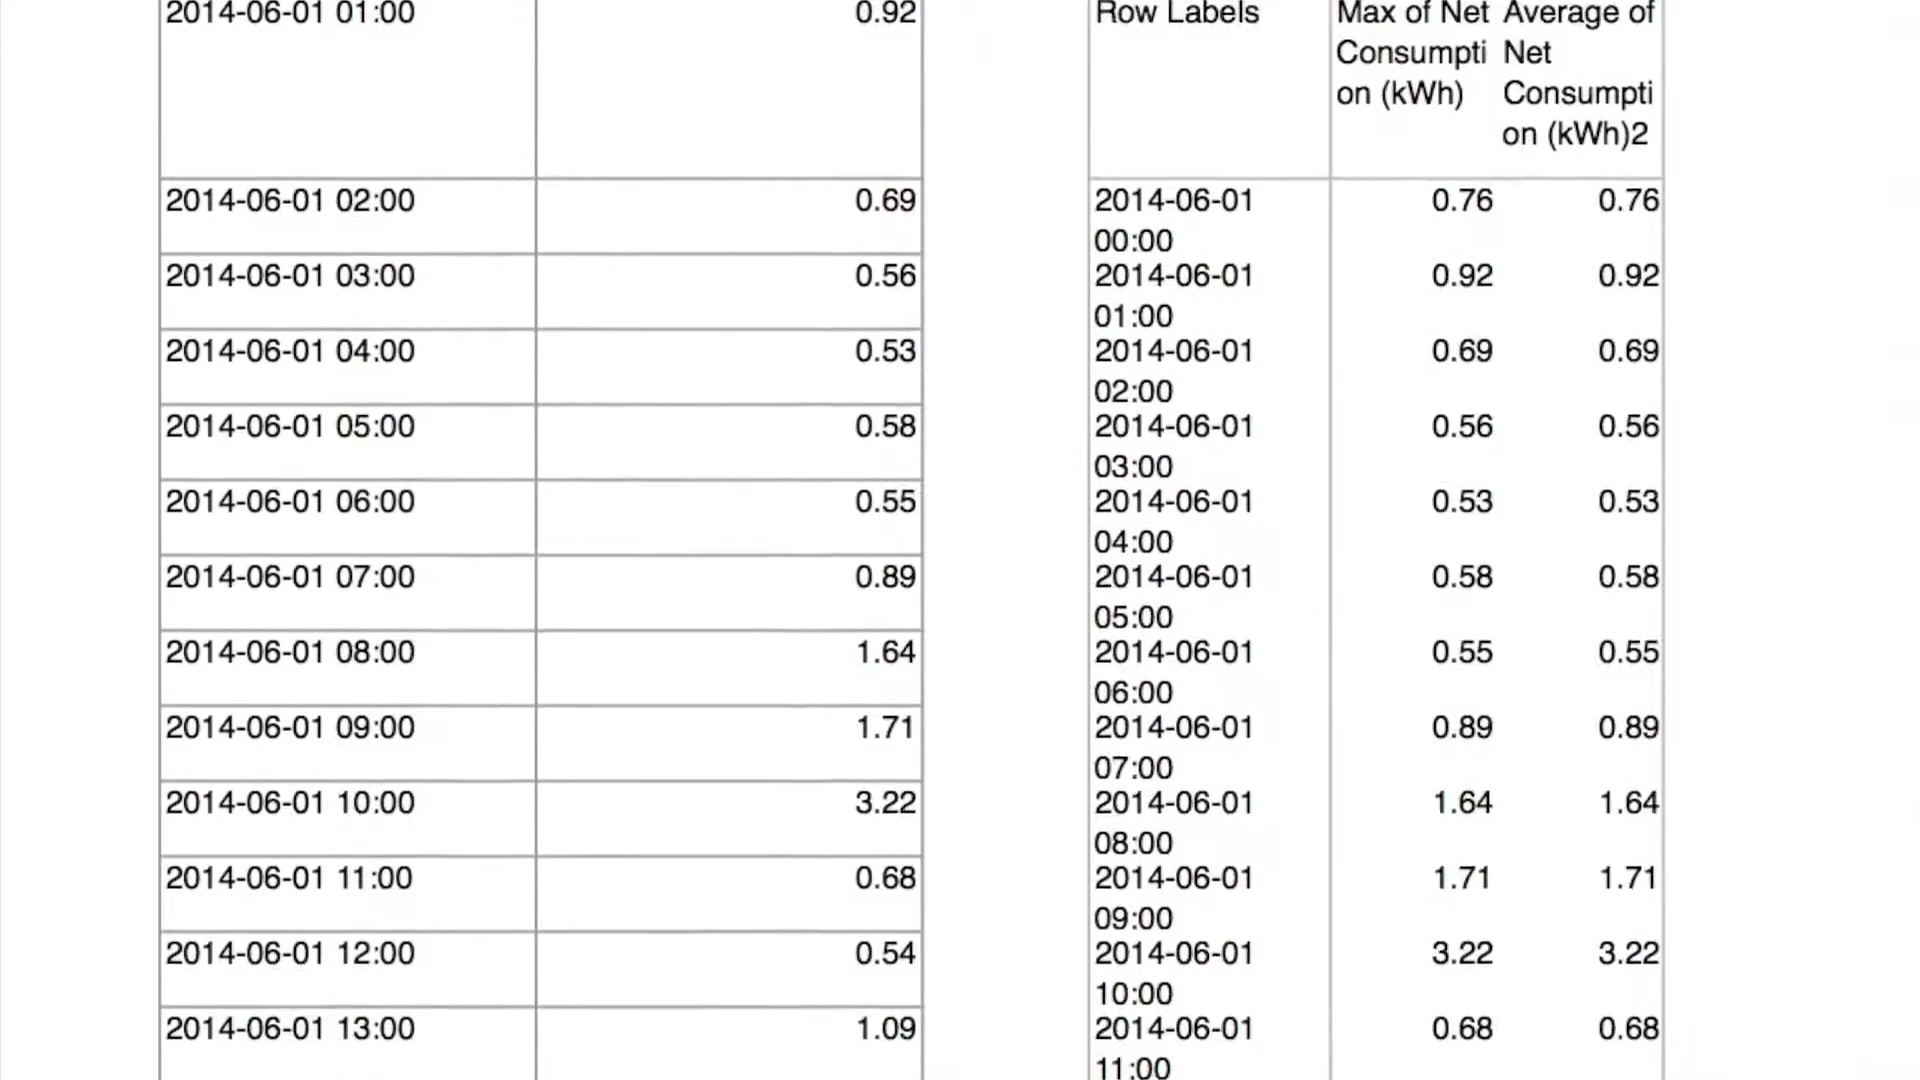 2014-06-01 01:00 0.92
2014-06-01 02:00 0.69
2014-06-01 03:00 0.56
2014-06-01 04:00 0.53
2014-06-01 05:00 0.58
2014-06-01 06:00 0.55
2014-06-01 07:00 0.89
2014-06-01 08:00 1.64
2014-06-01 09:00 1.71
2014-06-01 10:00 3.22
2014-06-01 11:00 0.68
2014-06-01 12:00 0.54
2014-06-01 13:00 1.09
Row Labels Max of Net Average of
Consumpti Net
on (kWh) Consumpti
on (kWh)2
2014-06-01 0.76 0.76
00:00
2014-06-01 0.92 0.92
01:00
2014-06-01 0.69 0.69
02:00
2014-06-01 0.56 0.56
03:00
2014-06-01 0.53 0.53
04:00
2014-06-01 0.58 0.58
05:00
2014-06-01 0.55 0.55
06:00
2014-06-01 0.89 0.89
07:00
2014-06-01 1.64 1.64
08:00
2014-06-01 1.71 1.71
09:00
2014-06-01 3.22 3.22
10:00
2014-06-01 0.68 0.68
11:00